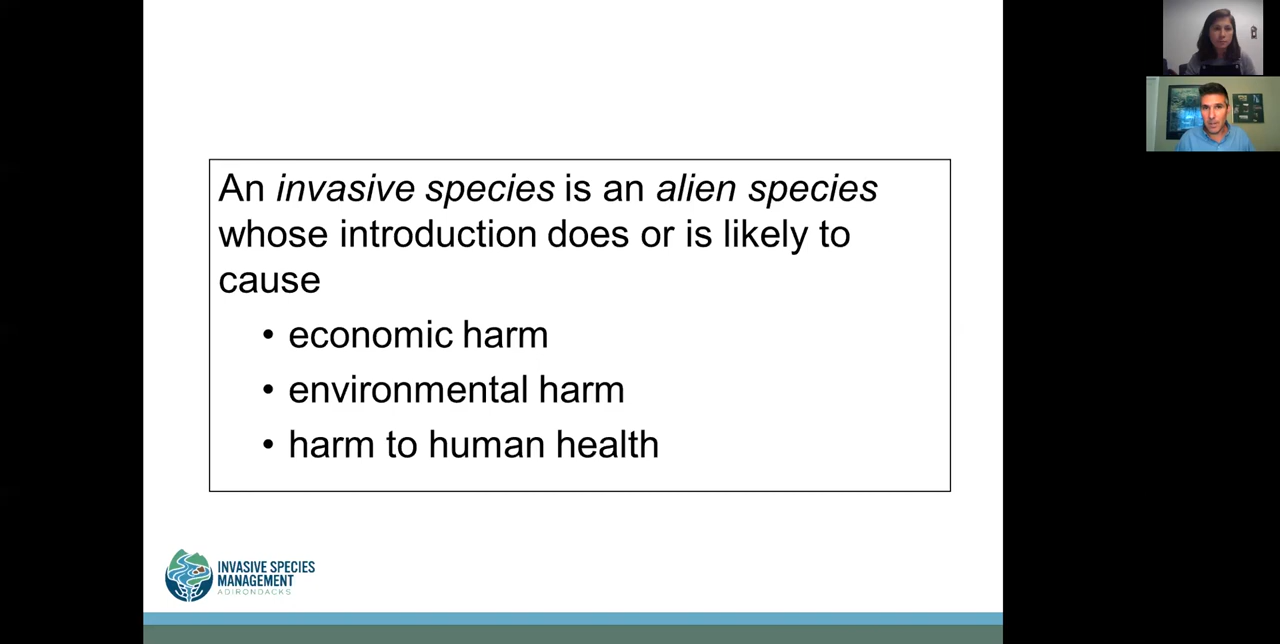 An invasive species is an alien species
whose introduction does or is likely to
cause
• economic harm
• environmental harm
• harm to human health
INVASIVE SPECIES
MANAGEMENT
ADIRONDACKS